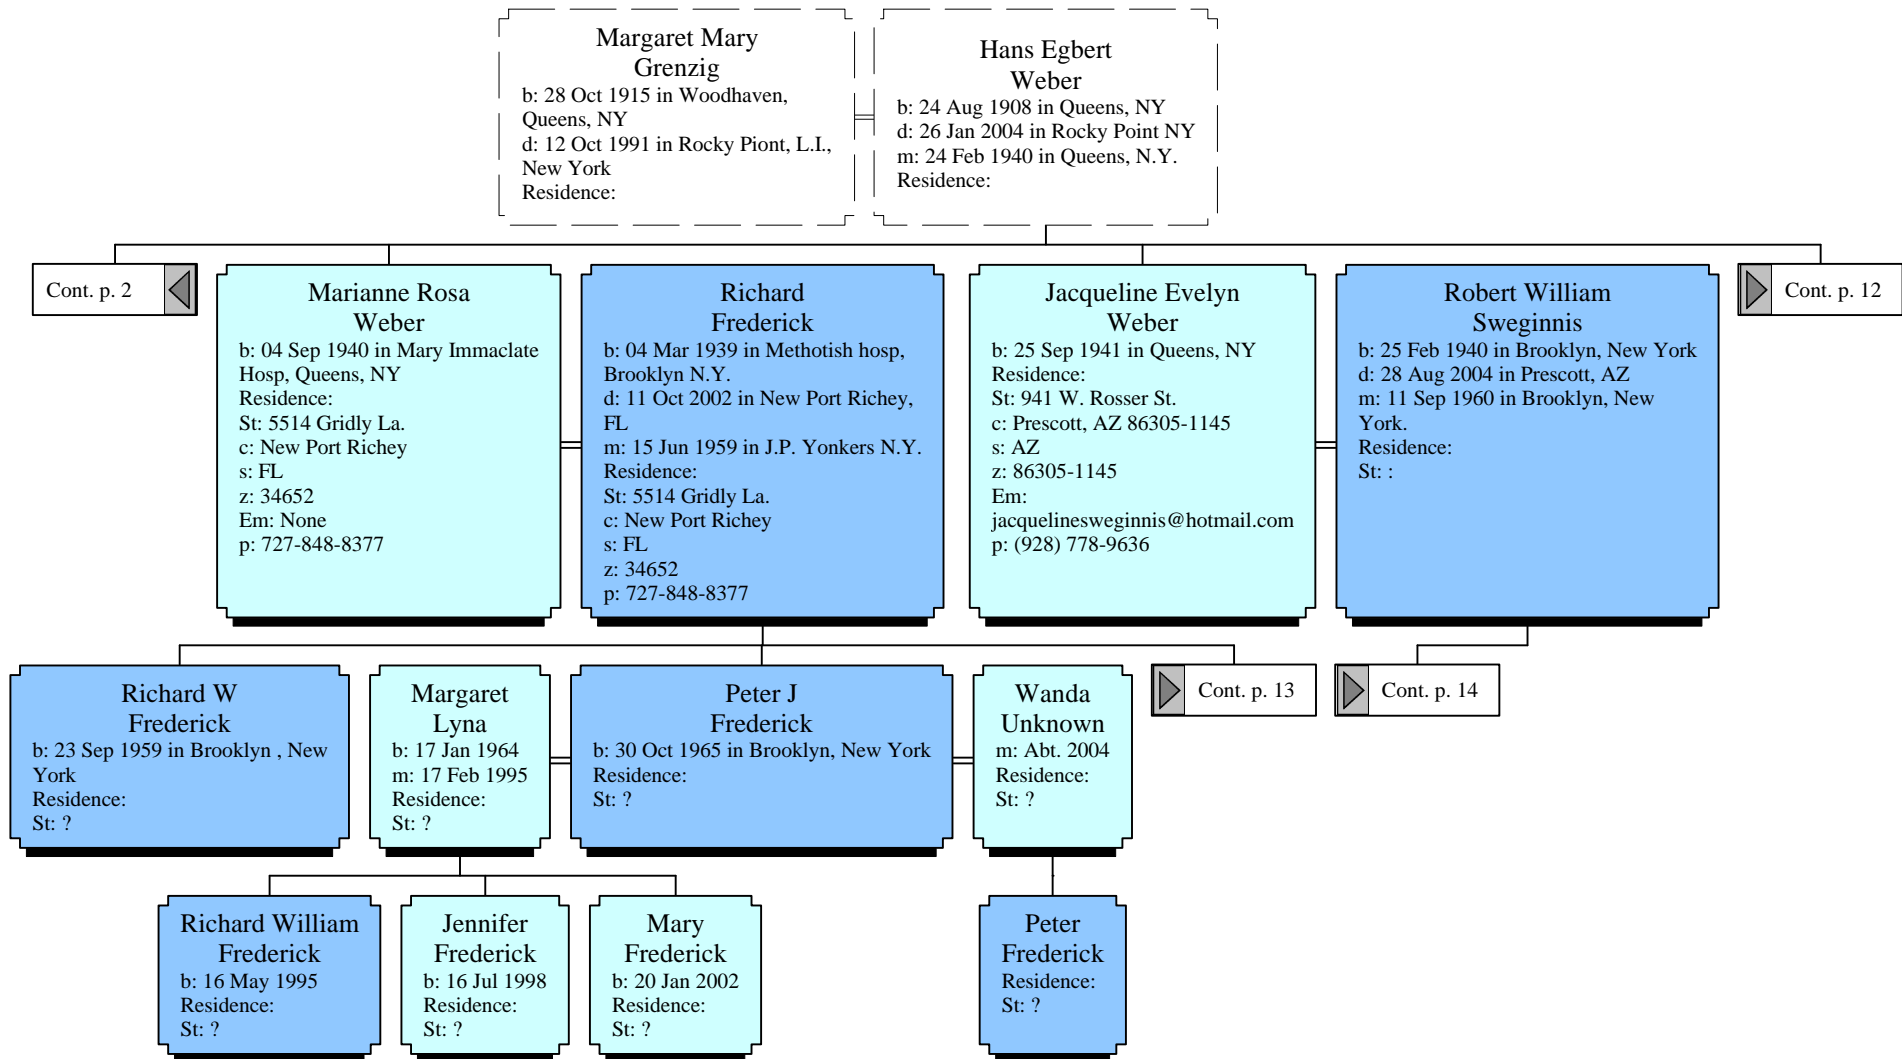 Margaret Mary
Grenzig
b: 28 Oct 1915 in Woodhaven,
Queens, NY
d: 12 Oct 1991 in Rocky Piont, L.I.,
New York
Residence:
Hans Egbert
Weber
b: 24 Aug 1908 in Queens, NY
d: 26 Jan 2004 in Rocky Point NY
m: 24 Feb 1940 in Queens, N.Y.
Residence:
Cont. p. 2
Marianne Rosa
Weber
b: 04 Sep 1940 in Mary Immaclate
Hosp, Queens, NY
Residence:
St: 5514 Gridly La.
c: New Port Richey
s: FL
z: 34652
Em: None
p: 727-848-8377
Richard
Frederick
b: 04 Mar 1939 in Methotish hosp,
Brooklyn N.Y.
d: 11 Oct 2002 in New Port Richey,
FL
m: 15 Jun 1959 in J.P. Yonkers N.Y.
Residence:
St: 5514 Gridly La.
c: New Port Richey
s: FL
z: 34652
p: 727-848-8377
Jacqueline Evelyn
Weber
b: 25 Sep 1941 in Queens, NY
Residence:
St: 941 W. Rosser St.
c: Prescott, AZ 86305-1145
s: AZ
z: 86305-1145
Em:
jacquelinesweginnis@hotmail.com
p: (928) 778-9636
Robert William
Sweginnis
b: 25 Feb 1940 in Brooklyn, New York
d: 28 Aug 2004 in Prescott, AZ
m: 11 Sep 1960 in Brooklyn, New
York.
Residence:
St: :
Cont. p. 12
Richard W
Frederick
b: 23 Sep 1959 in Brooklyn , New
York
Residence:
St: ?
Margaret
Lyna
b: 17 Jan 1964
m: 17 Feb 1995
Residence:
St: ?
Peter J
Frederick
b: 30 Oct 1965 in Brooklyn, New York
Residence:
St: ?
Wanda
Unknown
m: Abt. 2004
Residence:
St: ?
Cont. p. 13
Cont. p. 14
Richard William
Frederick
b: 16 May 1995
Residence:
St: ?
Jennifer
Frederick
b: 16 Jul 1998
Residence:
St: ?
Mary
Frederick
b: 20 Jan 2002
Residence:
St: ?
Peter
Frederick
Residence:
St: ?